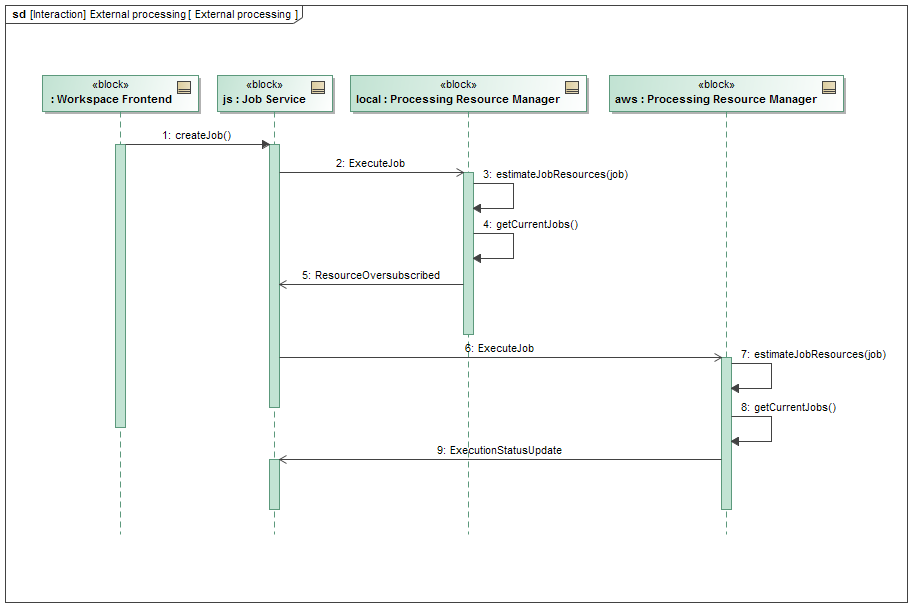 sd [Interaction] External processing [ External processing ]
«block»
: Workspace Frontend
«block»
js : Job Service
«block»
local : Processing Resource Manager
«block»
aws : Processing Resource Manager
1: createJob()
2: ExecuteJob
3: estimateJobResources(job)
4: getCurrentJobs()
5: ResourceOversubscribed
6: ExecuteJob
7: estimateJobResources(job)
8: getCurrentJobs()
9: ExecutionStatusUpdate